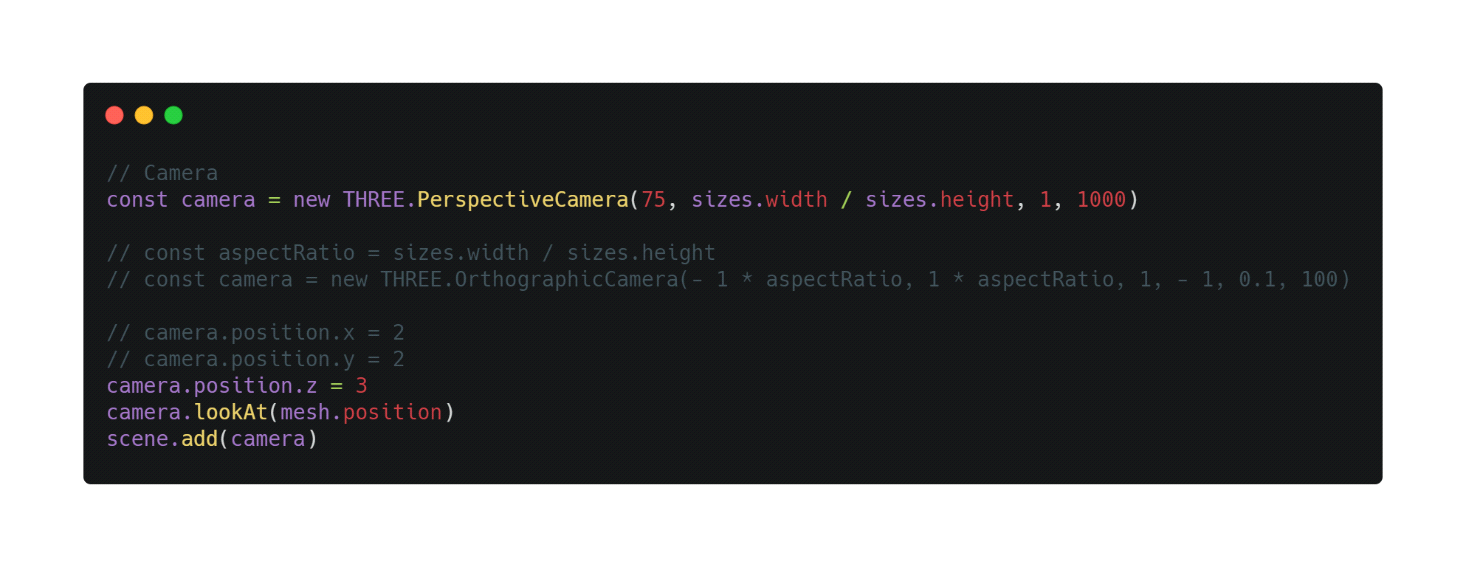 // Camera
const camera = new THREE.PerspectiveCamera(75, sizes.width / sizes.height, 1, 1000)
// const aspectRatio = sizes.width / sizes.height
// const camera = new THREE.OrthographicCamera(- 1 * aspectRatio, 1 * aspectRatio, 1, - 1, 0.1, 100)
// camera.position.x = 2
// camera.position.y = 2
camera.position.z = 3
camera.lookAt(mesh.position)
scene.add(camera)